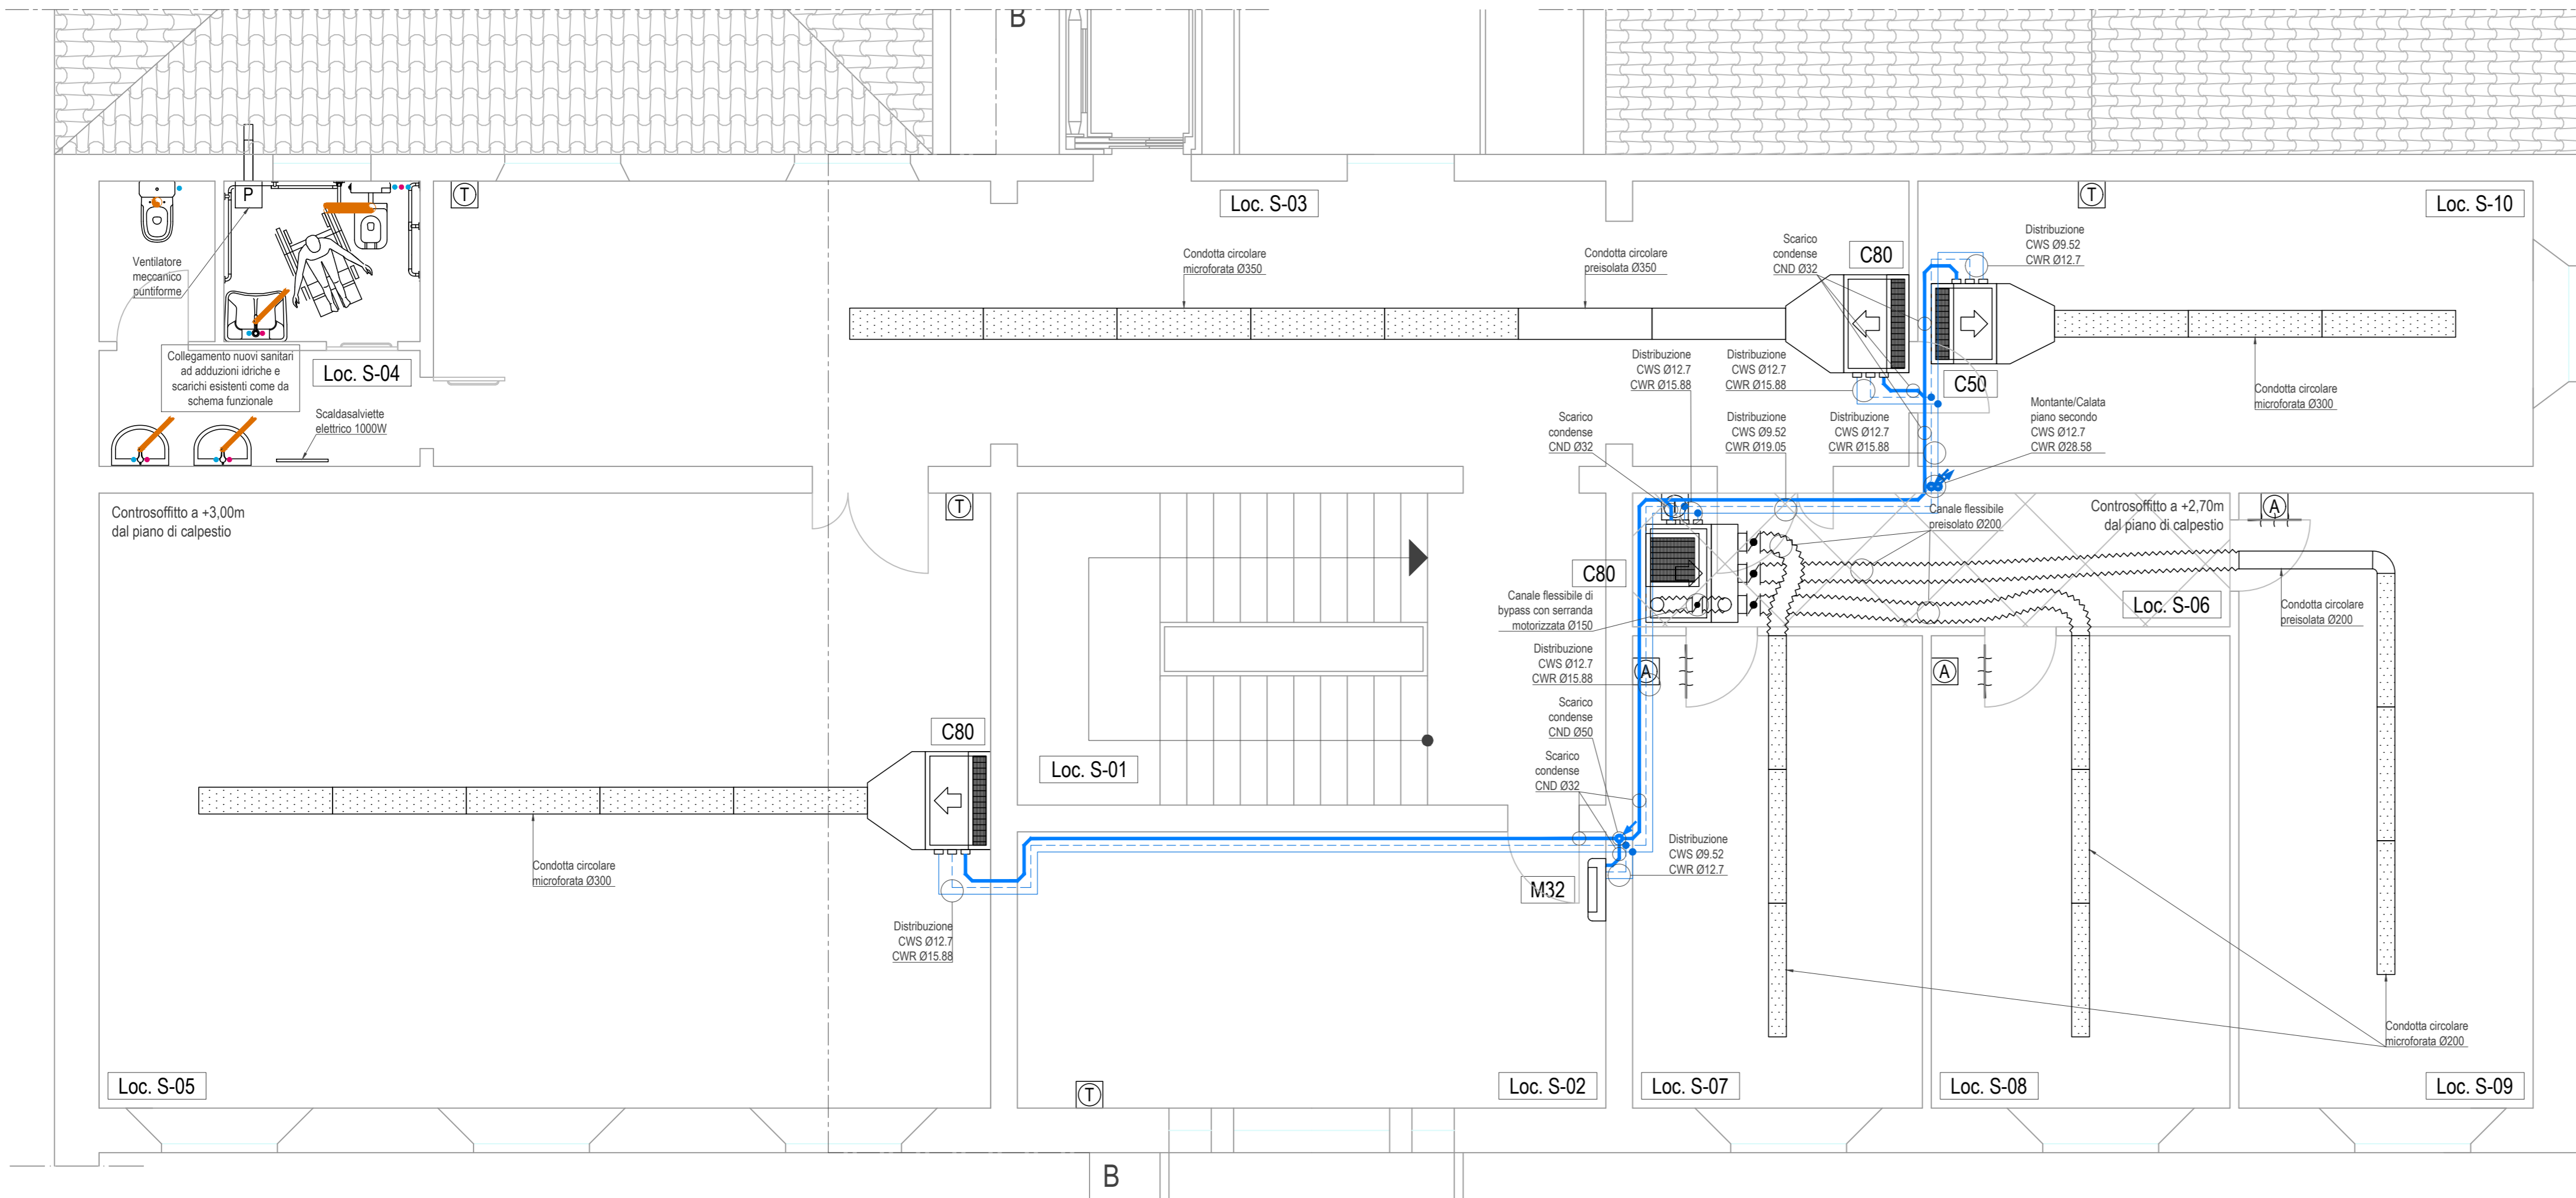 B
P
T
Loc. S-03
T
Loc. S-10
Ventilatore
meccanico
puntiforme
Condotta circolare
microforata Ø350
Condotta circolare
preisolata Ø350
Scarico
condense
CND Ø32
C80
Distribuzione
CWS Ø9.52
CWR Ø12.7
Collegamento nuovi sanitari
ad adduzioni idriche e
scarichi esistenti come da
schema funzionale
Loc. S-04
Scaldasalviette
elettrico 1000W
Distribuzione
CWS Ø12.7
CWR Ø15.88
Distribuzione
CWS Ø12.7
CWR Ø15.88
C50
Condotta circolare
microforata Ø300
Scarico
condense
CND Ø32
Distribuzione
CWS Ø9.52
CWR Ø19.05
Distribuzione
CWS Ø12.7
CWR Ø15.88
Montante/Calata
piano secondo
CWS Ø12.7
CWR Ø28.58
Controsoffitto a +3,00m
dal piano di calpestio
T
T
Canale flessibile
preisolato Ø200
Controsoffitto a +2,70m
dal piano di calpestio
A
C80
Canale flessibile di
bypass con serranda
motorizzata Ø150
Loc. S-06
Condotta circolare
preisolata Ø200
Distribuzione
CWS Ø12.7
CWR Ø15.88
A
A
Scarico
condense
CND Ø50
C80
Loc. S-01
Scarico
condense
CND Ø32
Condotta circolare
microforata Ø300
Distribuzione
CWS Ø9.52
CWR Ø12.7
M32
Distribuzione
CWS Ø12.7
CWR Ø15.88
Condotta circolare
microforata Ø200
Loc. S-05
T
Loc. S-02
Loc. S-07
Loc. S-08
Loc. S-09
B